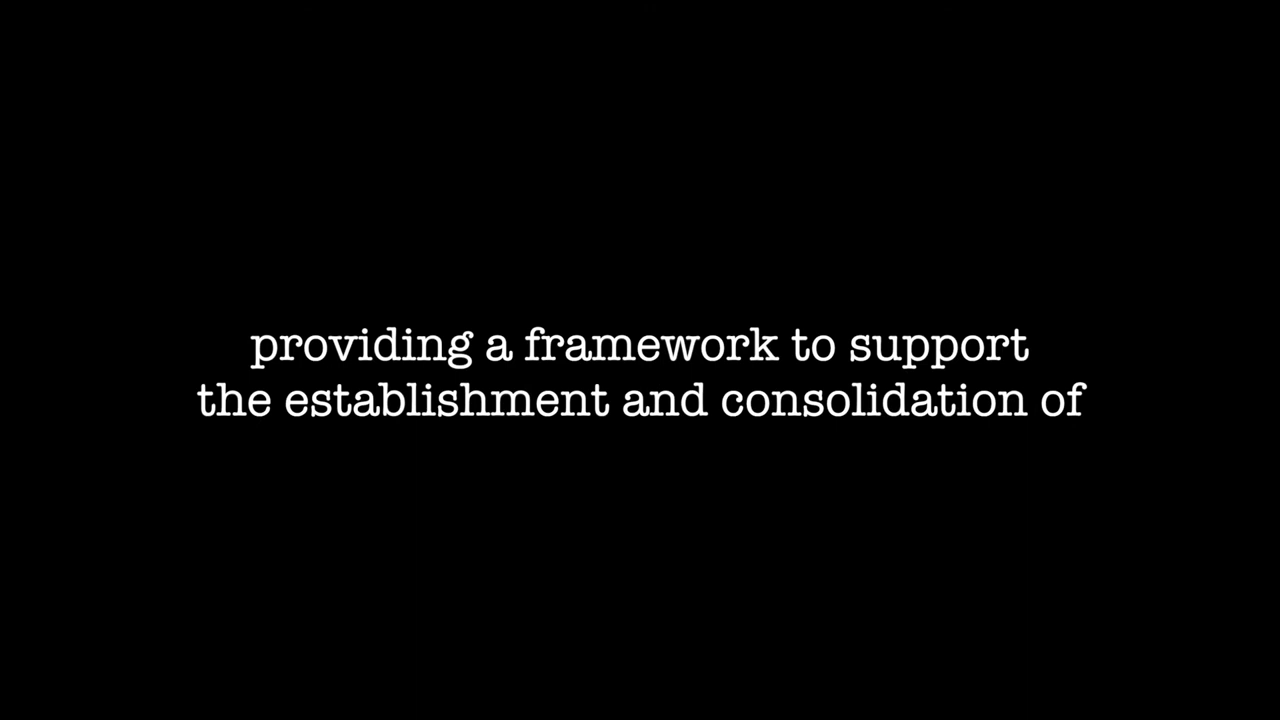 providing a framework to support
the establishment and consolidation of